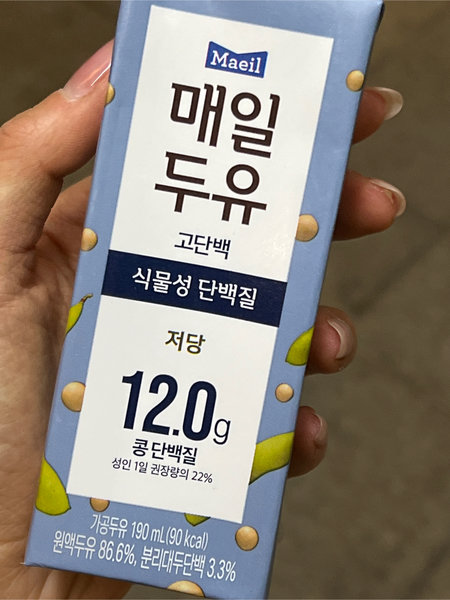 Maeil
매일
두유
고단백
식물성 단백질
저당
12.0g
콩 단백질
성인 1일 권장량의 22%
가공두유 190 mL(90 kcal)
원액두유 86.6%, 분리대두단백 3.3%